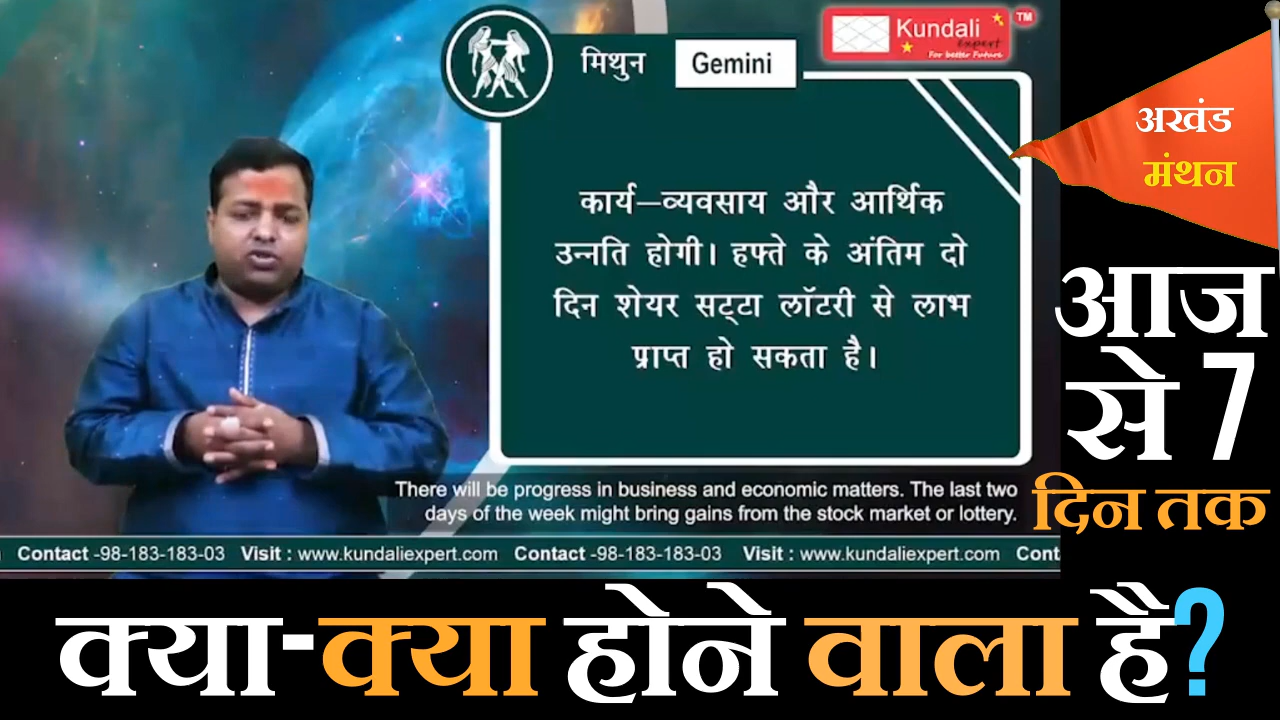 मिथुन Gemini
Kundali TM
expert
For better Future
अखंड
मंथन
कार्य–व्यवसाय और आर्थिक
उन्नति होगी। हफ्ते के अंतिम दो
दिन शेयर सट्टा लॉटरी से लाभ
प्राप्त हो सकता है।
There will be progress in business and economic matters. The last two
days of the week might bring gains from the stock market or lottery.
Contact -98-183-183-03 Visit : www.kundaliexpert.com Contact -98-183-183-03 Visit : www.kundaliexpert.com Cont
आज
से 7
दिन तक
क्या-क्या होने वाला है?